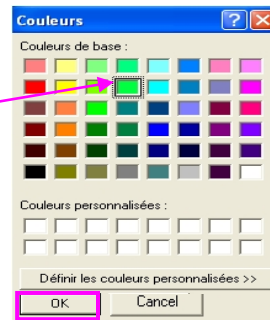 Couleurs
Couleurs de base :
Couleurs personnalisées :
Définir les couleurs personnalisées >>
OK
Cancel